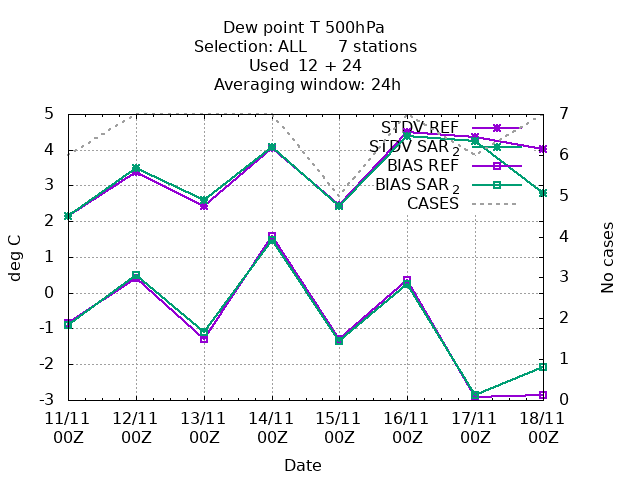 Dew point T 500hPa
Selection: ALL 7 stations
Used 12 + 24
Averaging window: 24h
STDV REF
STDV SAR 2
BIAS REF
BIAS SAR 2
CASES
5
4
3
2
1
0
-1
-2
-3
7
6
5
4
3
2
1
0
deg C
No cases
11/11 12/11 13/11 14/11 15/11 16/11 17/11 18/11
00Z 00Z 00Z 00Z 00Z 00Z 00Z 00Z
Date